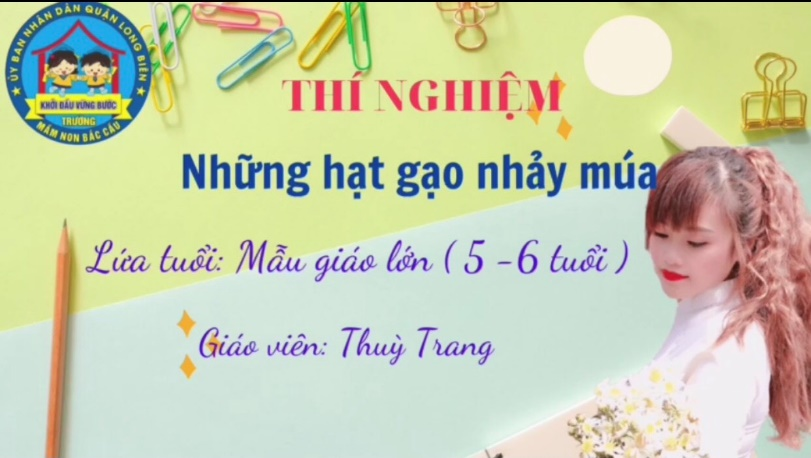 ỦY BAN NHÂN DÂN QUẬN LONG BIÊN
KHỞI ĐẦU VỮNG BƯỚC
TRƯỜNG
MẦM NON BẮC CẦU
THÍ NGHIỆM
Những hạt gạo nhảy múa
Lứa tuổi: Mẫu giáo lớn ( 5 -6 tuổi )
Giáo viên: Thuỳ Trang